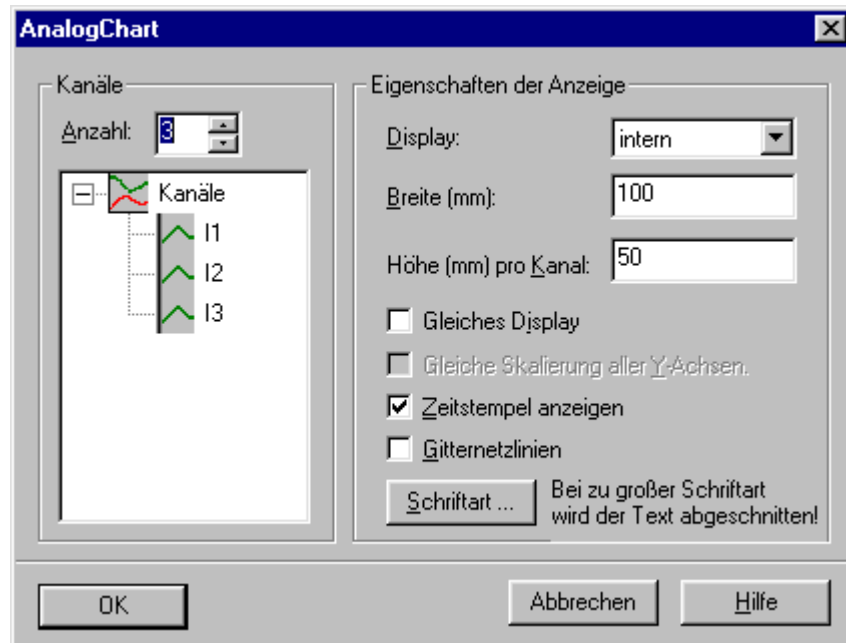 AnalogChart
Kanäle
Anzahl: 3
Kanäle
I1
I2
I3
Eigenschaften der Anzeige
Display: intern
Breite (mm): 100
Höhe (mm) pro Kanal: 50
Gleiches Display
Gleiche Skalierung aller Y-Achsen.
Zeitstempel anzeigen
Gitternetzlinien
Schriftart ...
Bei zu großer Schriftart
wird der Text abgeschnitten!
OK
Abbrechen
Hilfe